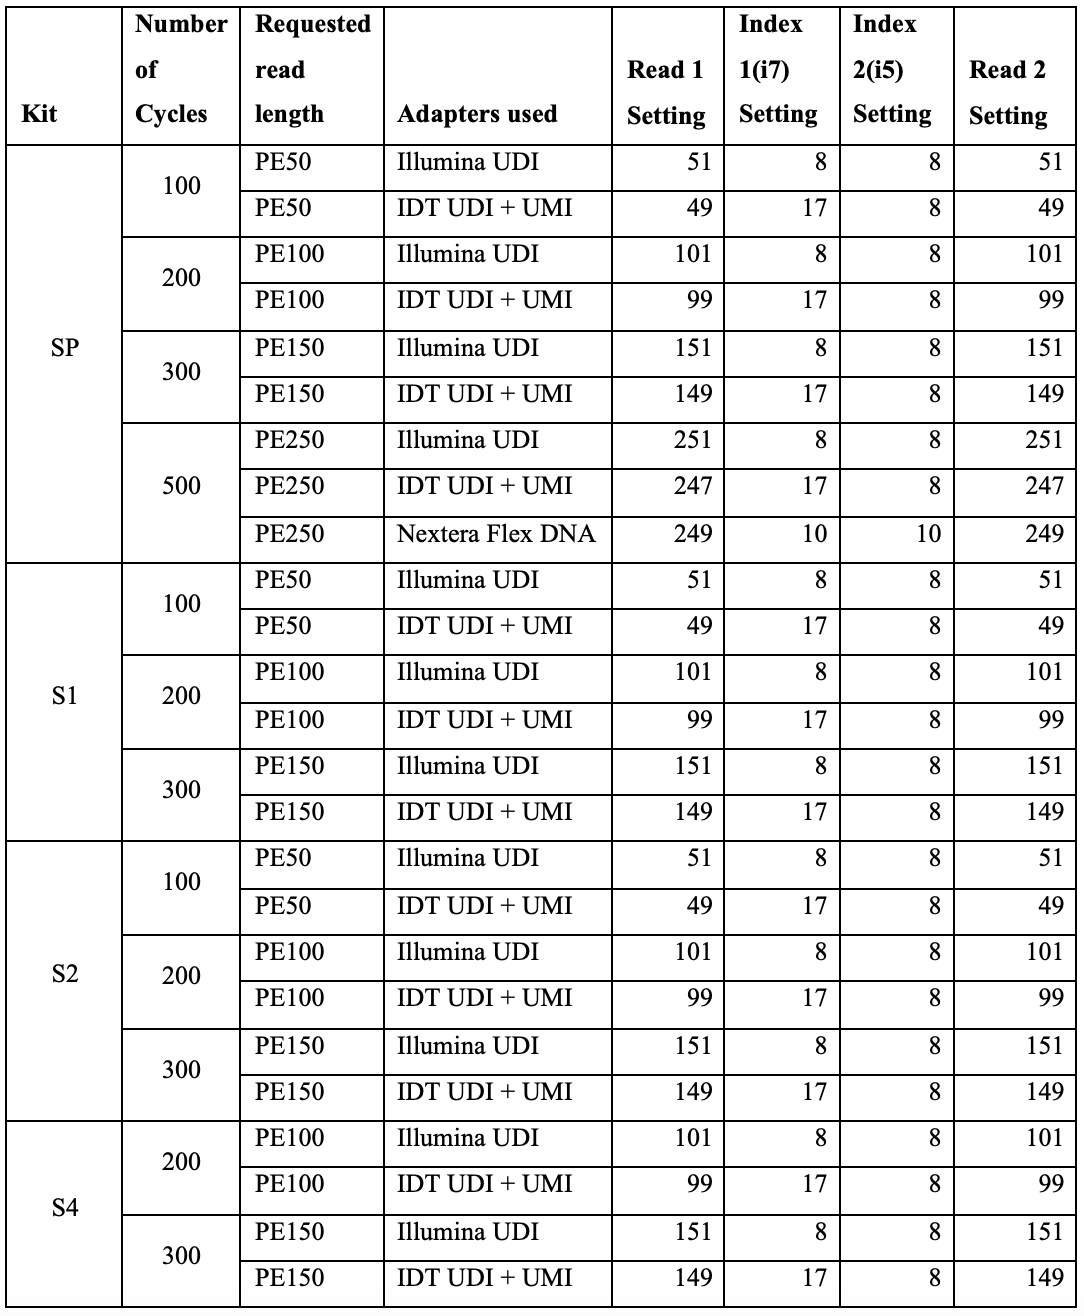 Kit Number of Cycles Requested read length Adapters used Read 1 Setting Index 1(i7) Setting Index 2(i5) Setting Read 2 Setting
SP 100 PE50 Illumina UDI 51 8 8 51
PE50 IDT UDI + UMI 49 17 8 49
200 PE100 Illumina UDI 101 8 8 101
PE100 IDT UDI + UMI 99 17 8 99
300 PE150 Illumina UDI 151 8 8 151
PE150 IDT UDI + UMI 149 17 8 149
500 PE250 Illumina UDI 251 8 8 251
PE250 IDT UDI + UMI 247 17 8 247
PE250 Nextera Flex DNA 249 10 10 249
S1 100 PE50 Illumina UDI 51 8 8 51
PE50 IDT UDI + UMI 49 17 8 49
200 PE100 Illumina UDI 101 8 8 101
PE100 IDT UDI + UMI 99 17 8 99
300 PE150 Illumina UDI 151 8 8 151
PE150 IDT UDI + UMI 149 17 8 149
S2 100 PE50 Illumina UDI 51 8 8 51
PE50 IDT UDI + UMI 49 17 8 49
200 PE100 Illumina UDI 101 8 8 101
PE100 IDT UDI + UMI 99 17 8 99
300 PE150 Illumina UDI 151 8 8 151
PE150 IDT UDI + UMI 149 17 8 149
S4 200 PE100 Illumina UDI 101 8 8 101
PE100 IDT UDI + UMI 99 17 8 99
300 PE150 Illumina UDI 151 8 8 151
PE150 IDT UDI + UMI 149 17 8 149